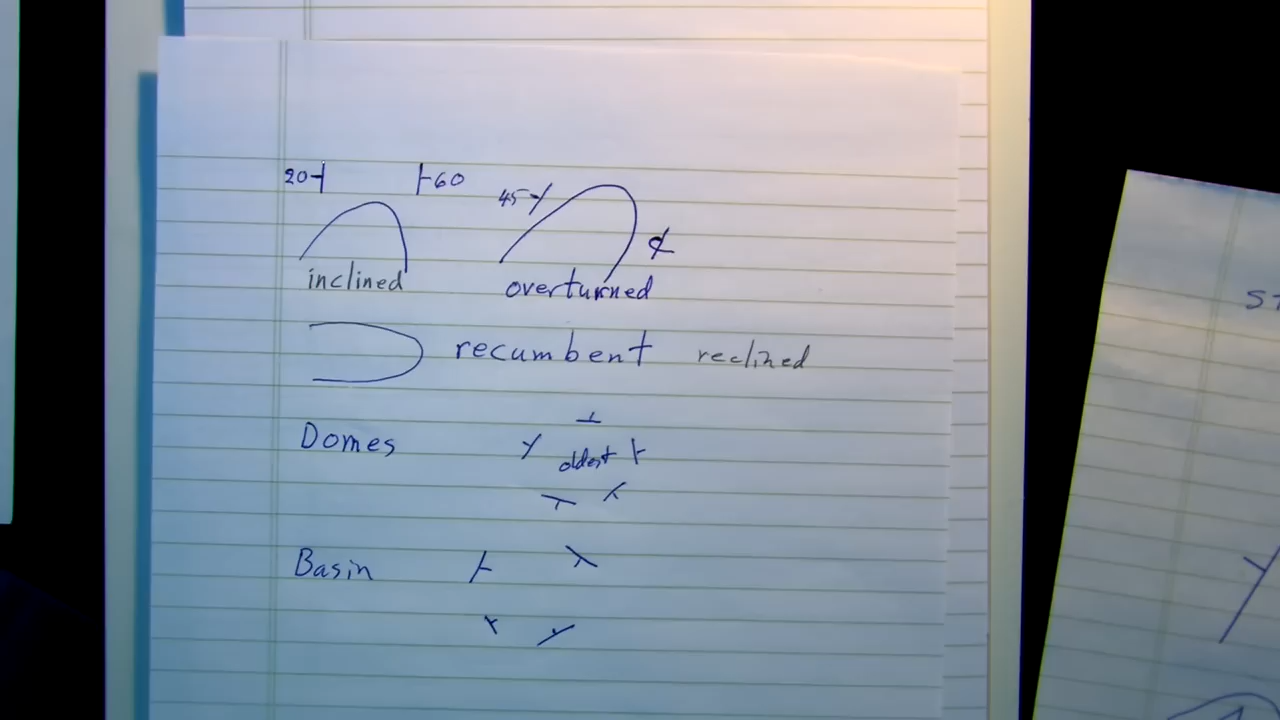 20 60 45
inclined overturned
recumbent reclined
Domes oldest
Basin